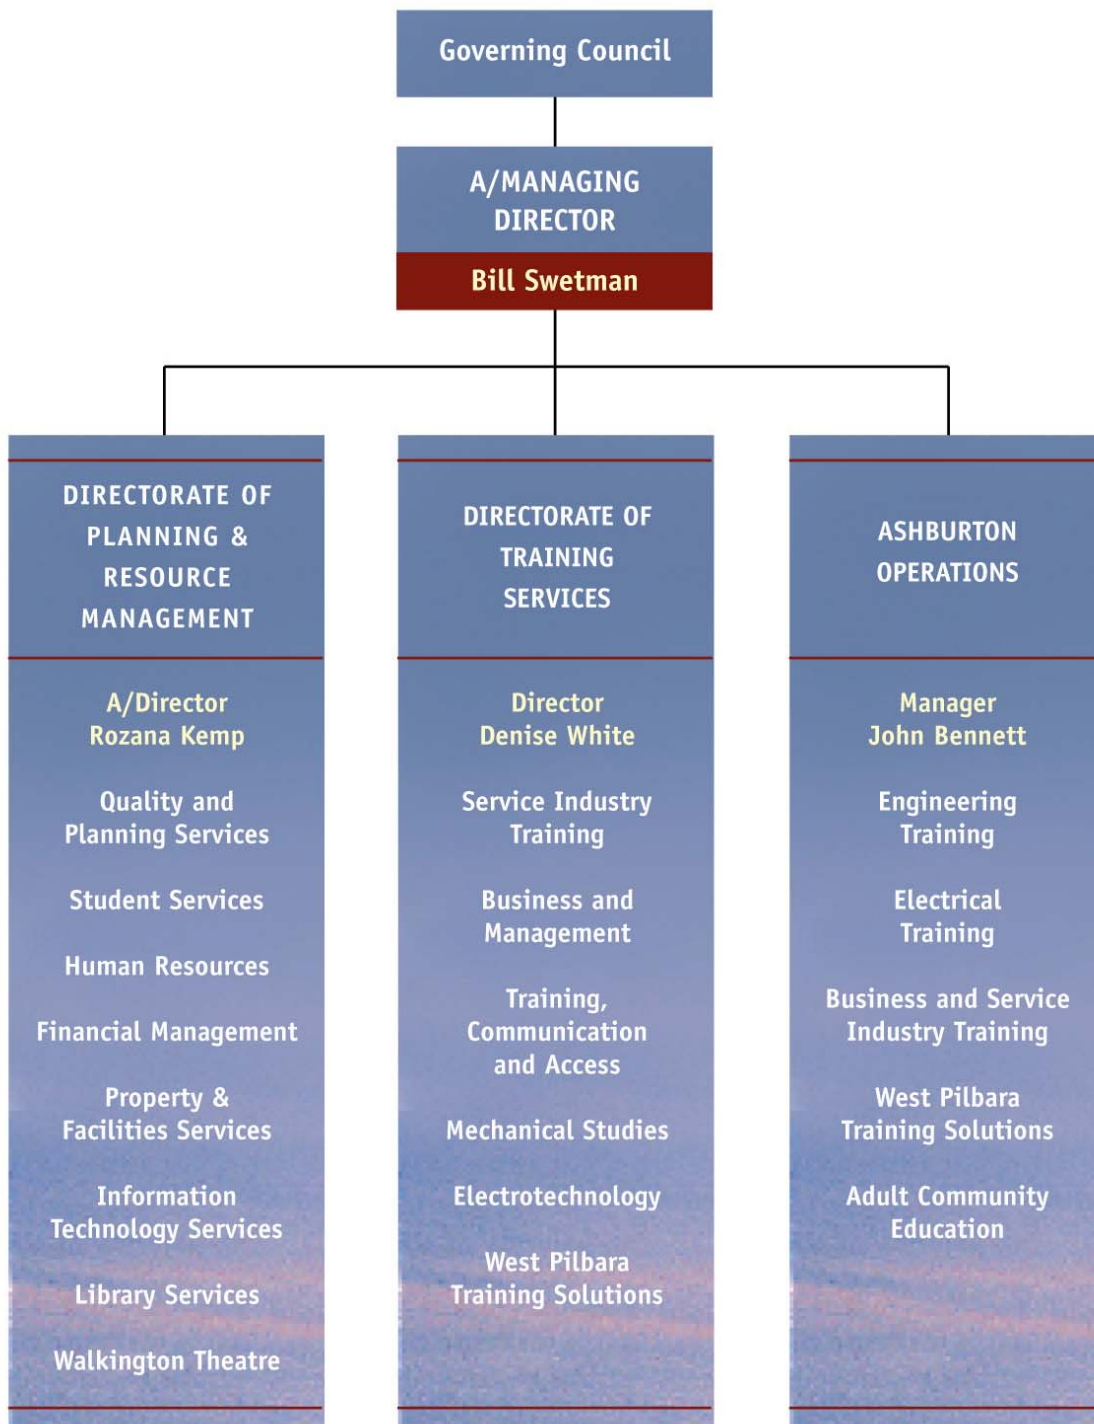 Governing Council
A/MANAGING
DIRECTOR
Bill Swetman
DIRECTORATE OF
PLANNING &
RESOURCE
MANAGEMENT
A/Director
Rozana Kemp
Quality and
Planning Services
Student Services
Human Resources
Financial Management
Property &
Facilities Services
Information
Technology Services
Library Services
Walkington Theatre
DIRECTORATE OF
TRAINING
SERVICES
Director
Denise White
Service Industry
Training
Business and
Management
Training,
Communication
and Access
Mechanical Studies
Electrotechnology
West Pilbara
Training Solutions
ASHBURTON
OPERATIONS
Manager
John Bennett
Engineering
Training
Electrical
Training
Business and Service
Industry Training
West Pilbara
Training Solutions
Adult Community
Education